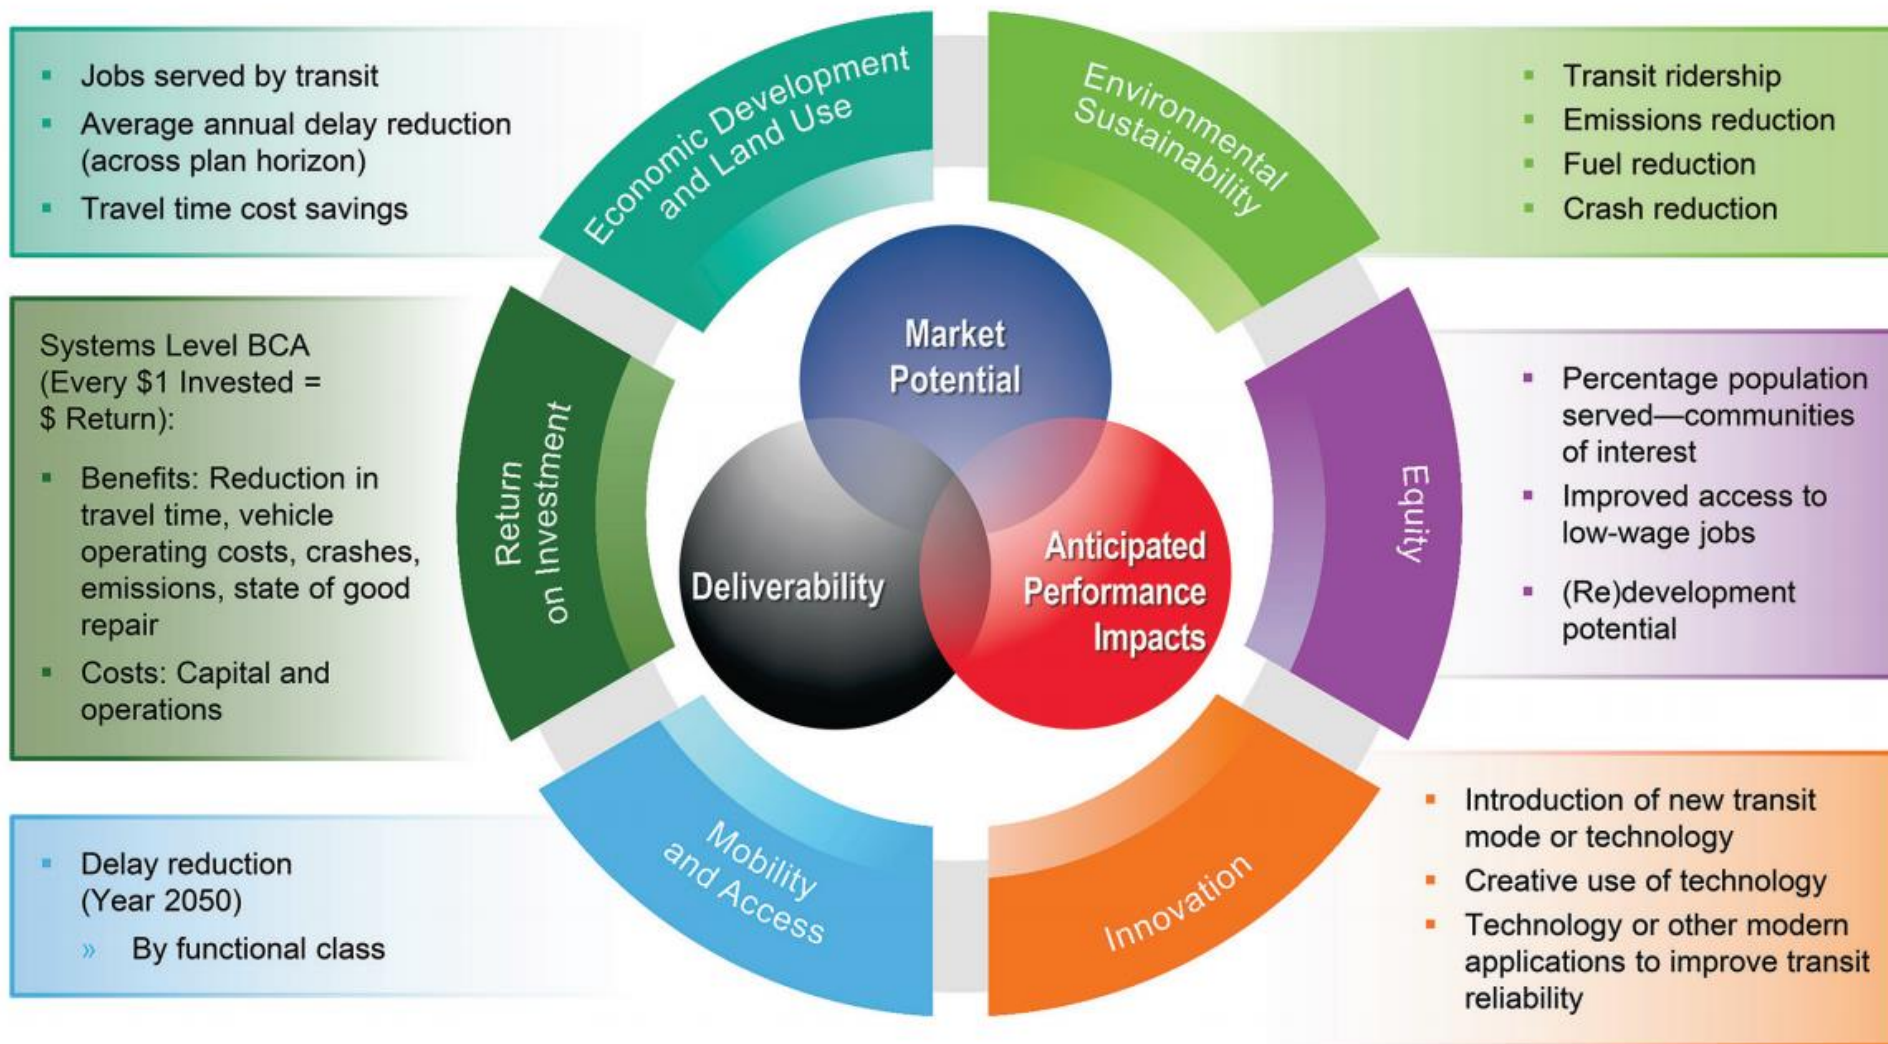 Jobs served by transit
Average annual delay reduction
(across plan horizon)
Travel time cost savings
Economic Development
and Land Use
Environmental
Sustainability
Transit ridership
Emissions reduction
Fuel reduction
Crash reduction
Systems Level BCA
(Every $1 Invested =
$ Return):
Benefits: Reduction in
travel time, vehicle
operating costs, crashes,
emissions, state of good
repair
Costs: Capital and
operations
Return
on Investment
Market
Potential
Deliverability
Anticipated
Performance
Impacts
Equity
Percentage population
served—communities
of interest
Improved access to
low-wage jobs
(Re)development
potential
Delay reduction
(Year 2050)
» By functional class
Mobility
and Access
Innovation
Introduction of new transit
mode or technology
Creative use of technology
Technology or other modern
applications to improve transit
reliability